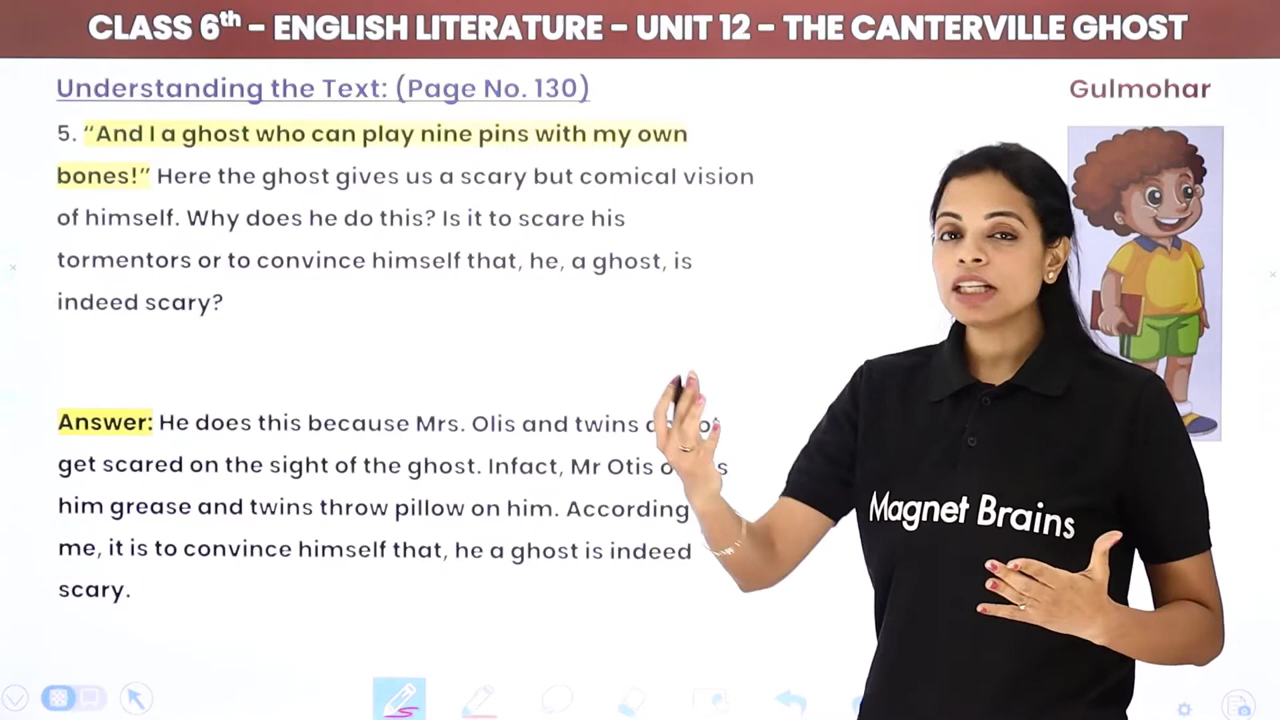 CLASS 6th – ENGLISH LITERATURE – UNIT 12 – THE CANTERVILLE GHOST
Understanding the Text: (Page No. 130)
Gulmohar
5. “And I a ghost who can play nine pins with my own
bones!” Here the ghost gives us a scary but comical vision
of himself. Why does he do this? Is it to scare his
tormentors or to convince himself that, he, a ghost, is
indeed scary?
Answer: He does this because Mrs. Olis and twins
get scared on the sight of the ghost. Infact, Mr Otis
him grease and twins throw pillow on him. According
me, it is to convince himself that, he a ghost is indeed
scary.
Magnet Brains